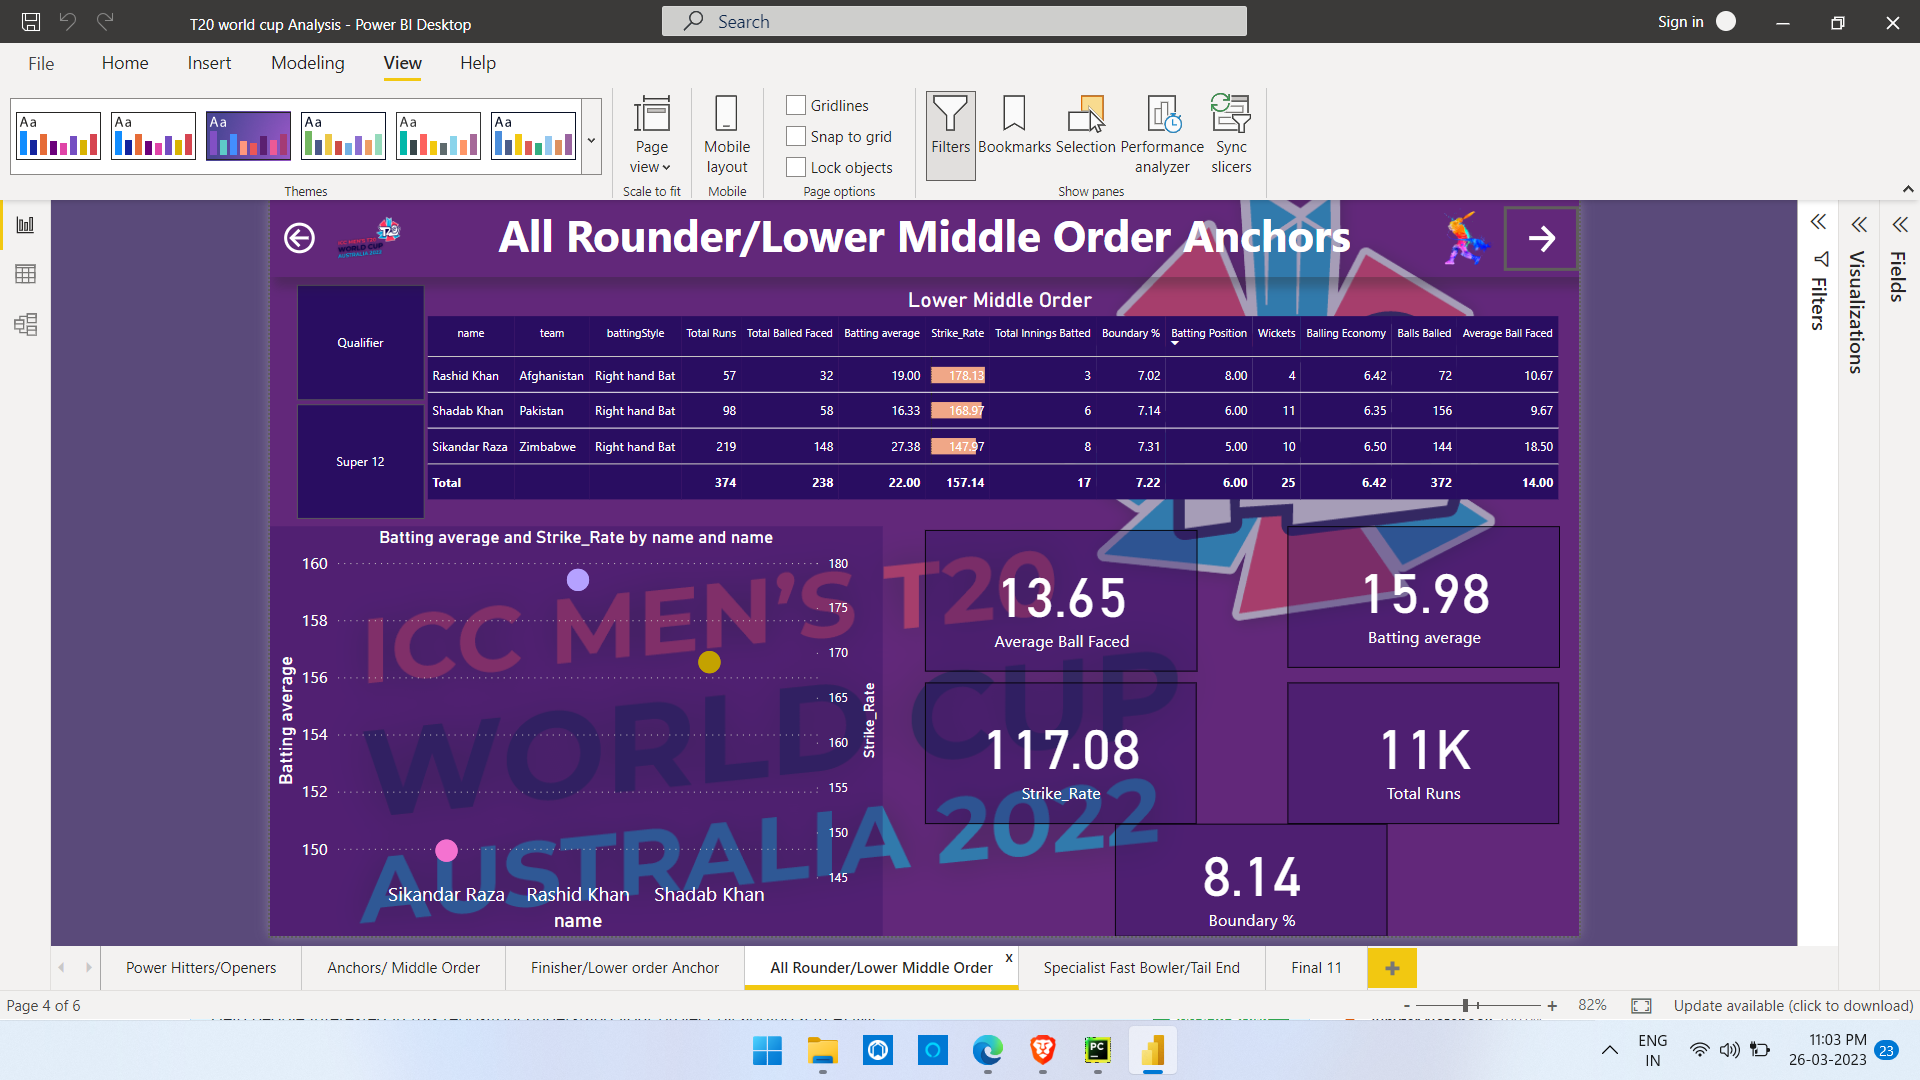 T20 world cup Analysis - Power BI Desktop
Search
Sign in
File Home Insert Modeling View Help
Aa Aa Aa Aa Aa Aa
Themes
Page view
Scale to fit
Mobile layout
Mobile
Gridlines
Snap to grid
Lock objects
Page options
Filters
Bookmarks
Selection
Performance analyzer
Sync slicers
Show panes
ICC MEN'S T20
WORLD CUP
AUSTRALIA 2022
All Rounder/Lower Middle Order Anchors
Filters
Visualizations
Fields
Qualifier
Super 12
Lower Middle Order
name team battingStyle Total Runs Total Balled Faced Batting average Strike_Rate Total Innings Batted Boundary % Batting Position Wickets Balling Economy Balls Balled Average Ball Faced
Rashid Khan Afghanistan Right hand Bat 57 32 19.00 178.13 3 7.02 8.00 4 6.42 72 10.67
Shadab Khan Pakistan Right hand Bat 98 58 16.33 168.97 6 7.14 6.00 11 6.35 156 9.67
Sikandar Raza Zimbabwe Right hand Bat 219 148 27.38 147.97 8 7.31 5.00 10 6.50 144 18.50
Total 374 238 22.00 157.14 17 7.22 6.00 25 6.42 372 14.00
Batting average and Strike_Rate by name and name
Batting average
160
158
156
154
152
150
180
175
170
165
160
155
150
145
Strike_Rate
Sikandar Raza Rashid Khan Shadab Khan
name
ICC MEN'S T20
WORLD CUP
AUSTRALIA 2022
13.65
Average Ball Faced
15.98
Batting average
117.08
Strike_Rate
11K
Total Runs
8.14
Boundary %
Power Hitters/Openers Anchors/ Middle Order Finisher/Lower order Anchor All Rounder/Lower Middle Order x Specialist Fast Bowler/Tail End Final 11 +
Page 4 of 6
- + 82% Update available (click to download)
PC
ENG
IN
11:03 PM
26-03-2023
23